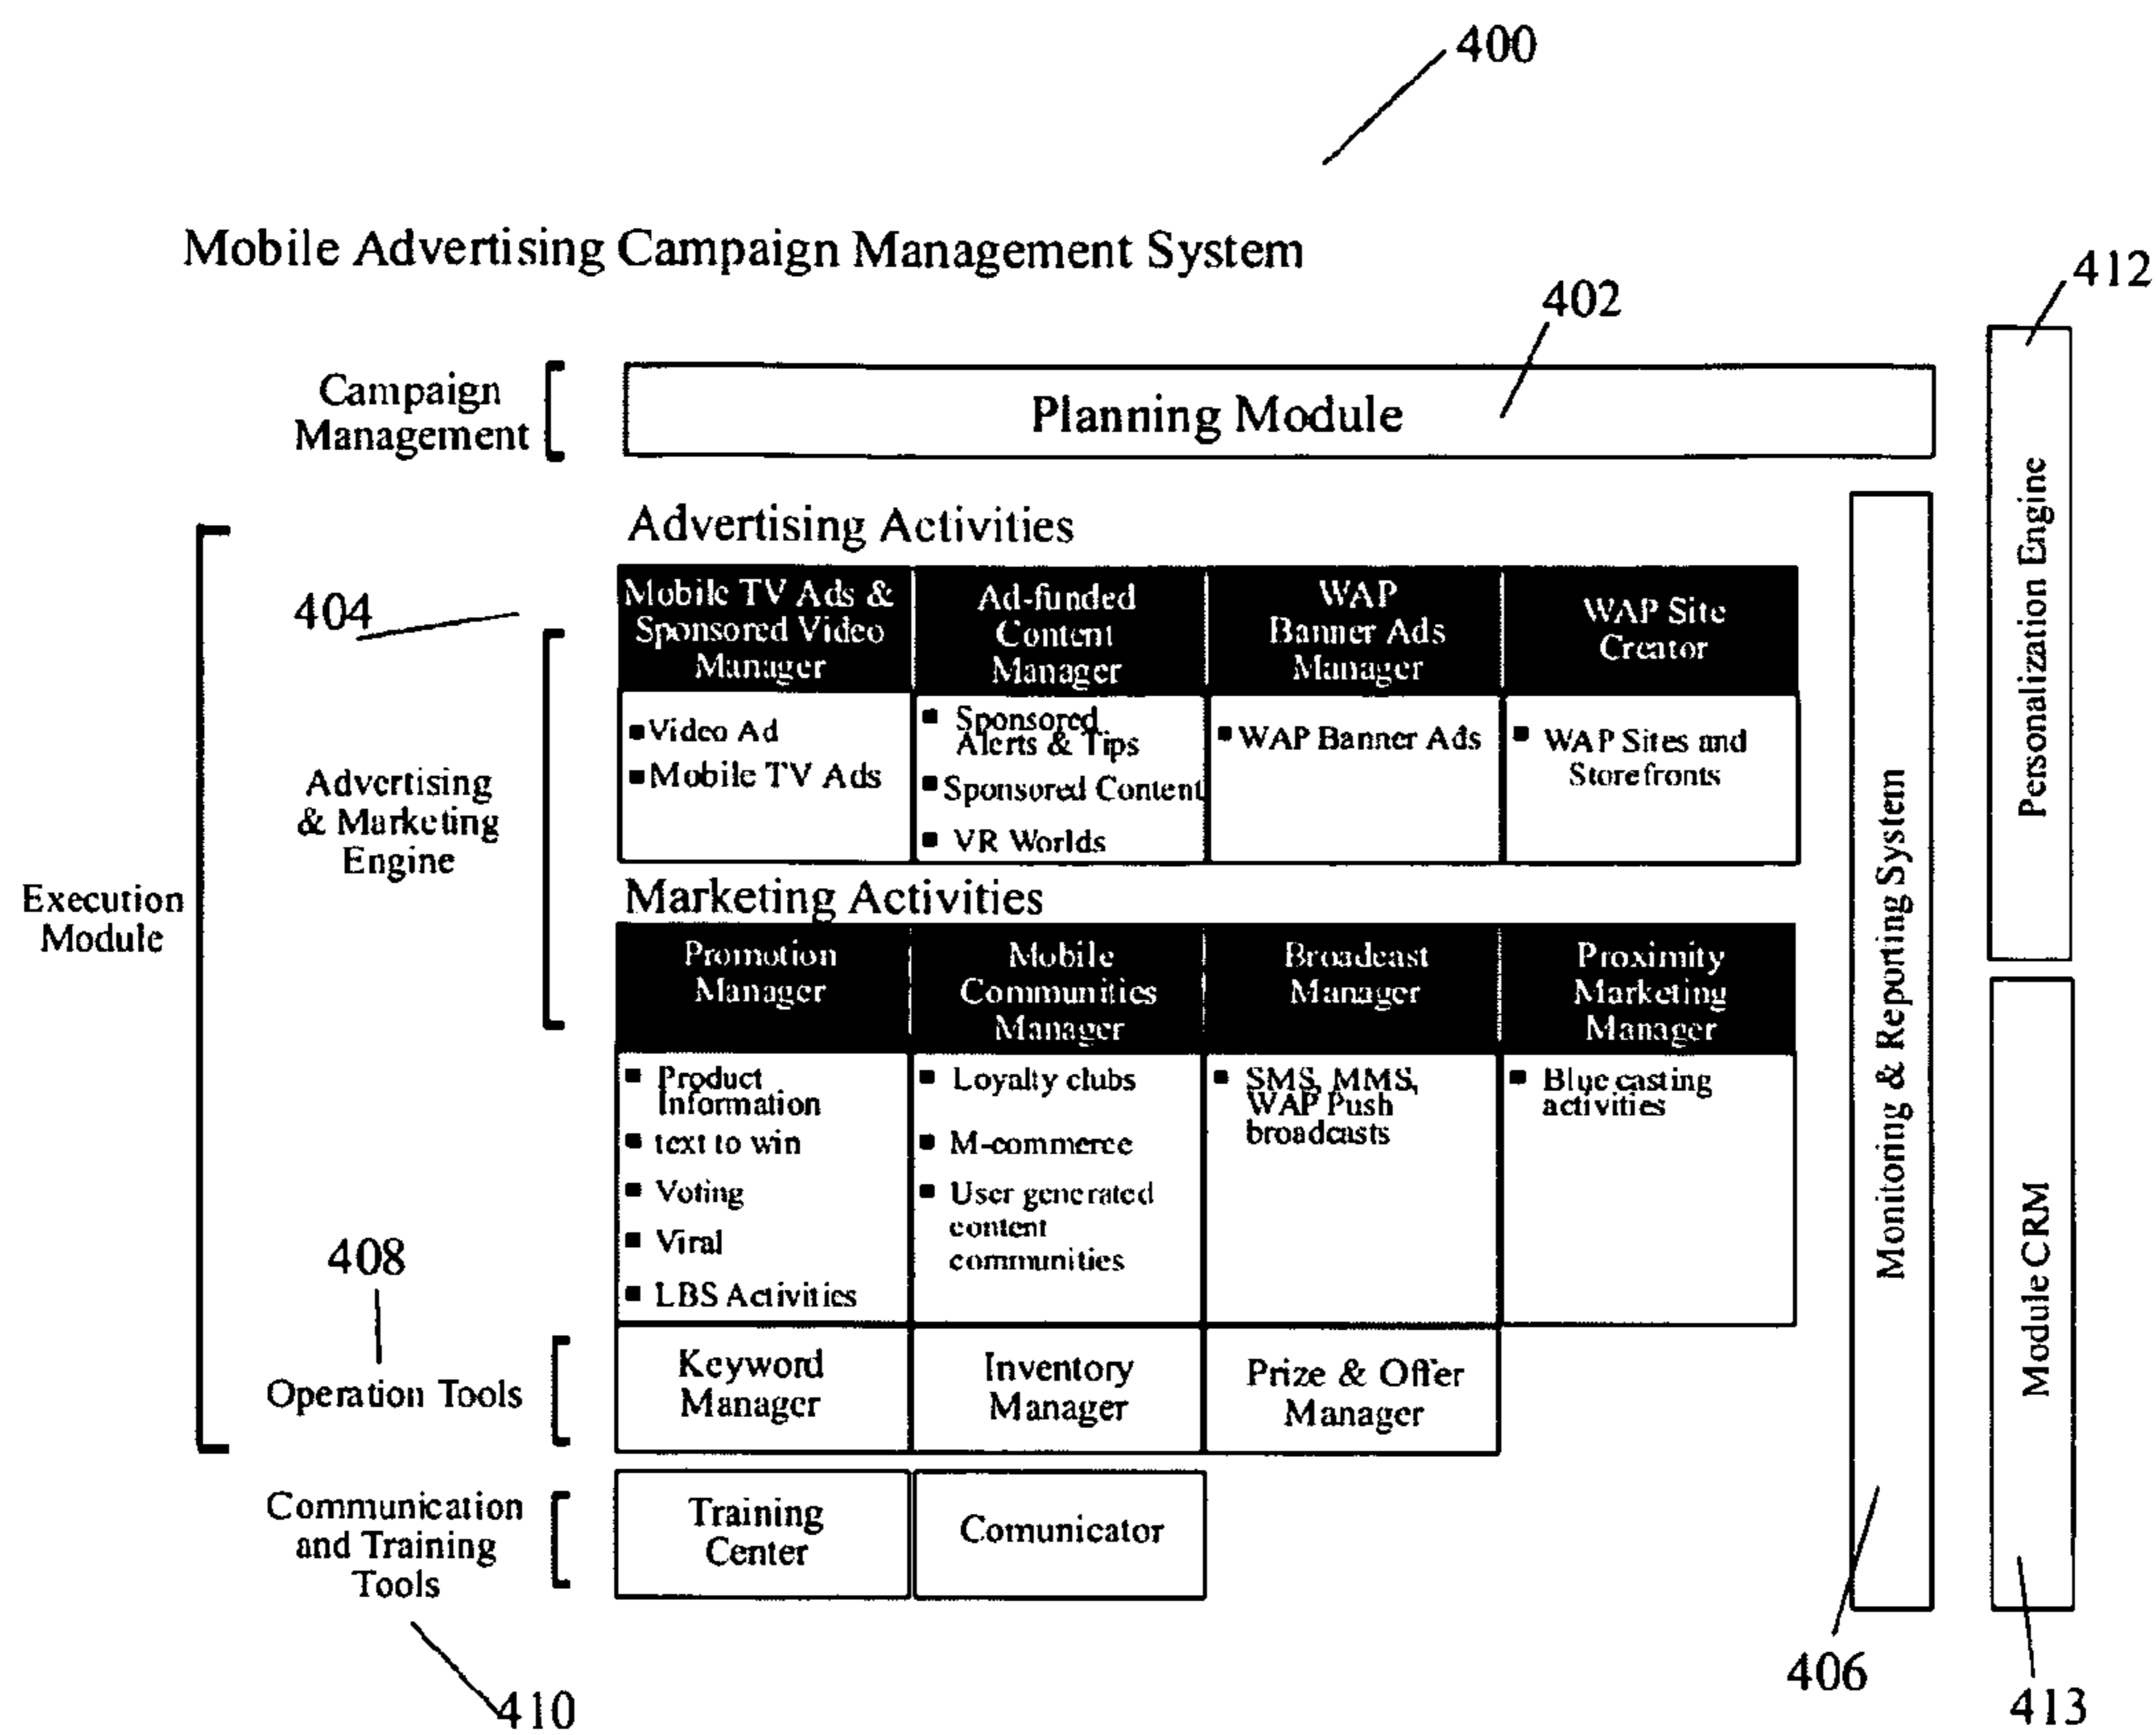 400
Mobile Advertising Campaign Management System
412
402
Campaign
Management
Planning Module
Personalization Engine
Advertising Activities
404
Mobile TV Ads &
Sponsored Video
Manager
Ad-funded
Content
Manager
WAP
Banner Ads
Manager
WAP Site
Creator
Video Ad
Mobile TV Ads
Sponsored
Alerts & Tips
Sponsored Content
VR Worlds
WAP Banner Ads
WAP Sites and
Storefronts
Advertising
& Marketing
Engine
Execution
Module
Monitoning & Reporting System
Marketing Activities
Promotion
Manager
Mobile
Communities
Manager
Broadcast
Manager
Proximity
Marketing
Manager
Product
Information
text to win
Voting
Viral
LBS Activities
Loyalty clubs
M-commerce
User generated
content
communities
SMS, MMS,
WAP Push
broadcasts
Blue casting
activities
Module CRM
408
Operation Tools
Keyword
Manager
Inventory
Manager
Prize & Offer
Manager
Communication
and Training
Tools
Training
Center
Comunicator
410
406
413